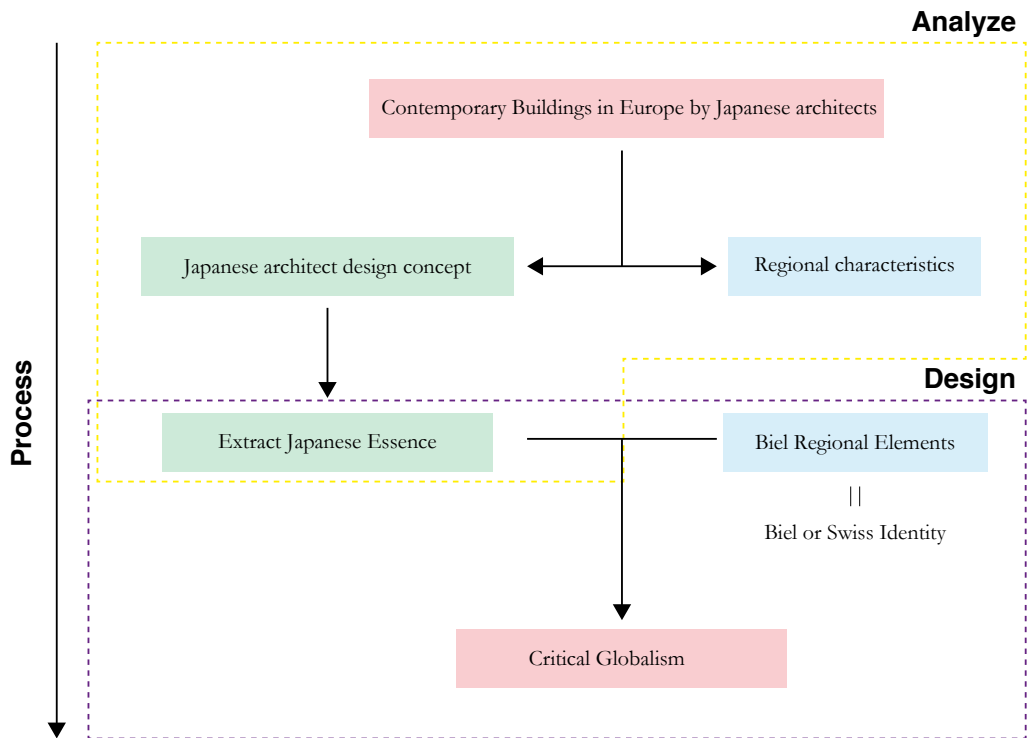 Analyze
Contemporary Buildings in Europe by Japanese architects
Japanese architect design concept
Regional characteristics
Process
Design
Extract Japanese Essence
Biel Regional Elements
||
Biel or Swiss Identity
Critical Globalism